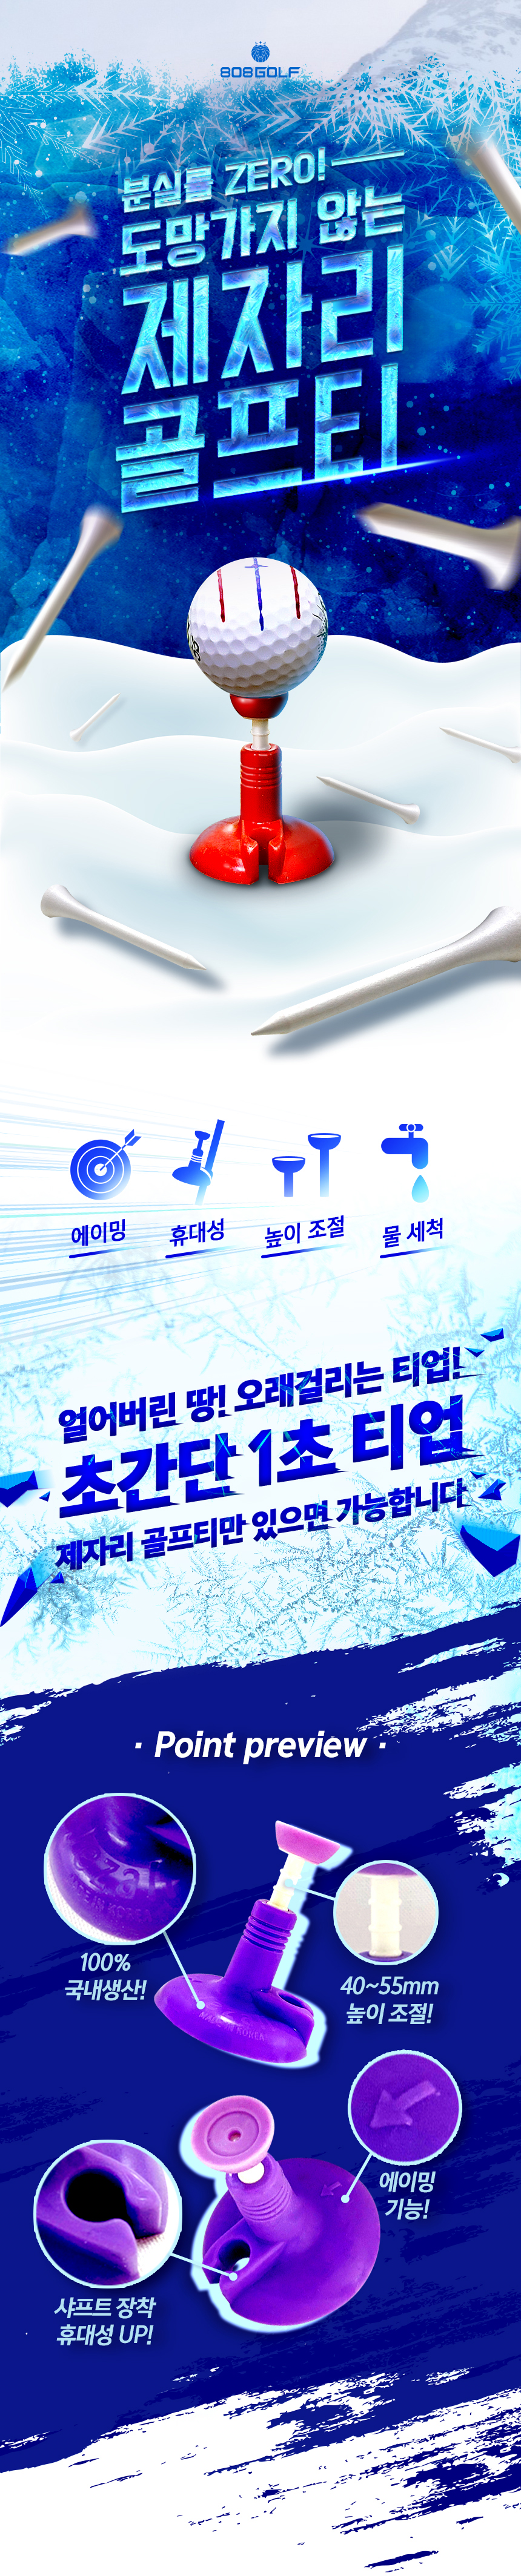 808GOLF
분실률 ZERO!
도망가지 않는
제자리
골프티
에이밍
휴대성
높이 조절
물 세척
얼어버린 땅! 오래걸리는 티업!
초간단 1초 티업
제자리 골프티만 있으면 가능합니다
· Point preview ·
100%
국내생산!
40~55mm
높이 조절!
에이밍
기능!
샤프트 장착
휴대성 UP!